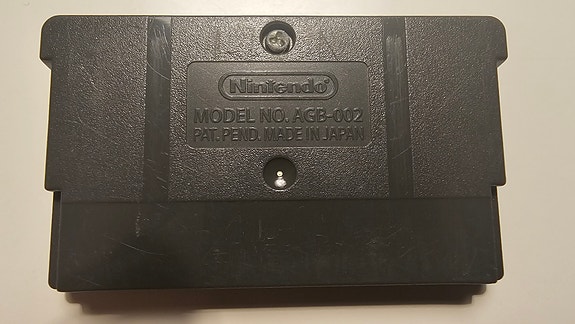 Nintendo®
MODEL NO. AGB-002
PAT. PEND. MADE IN JAPAN